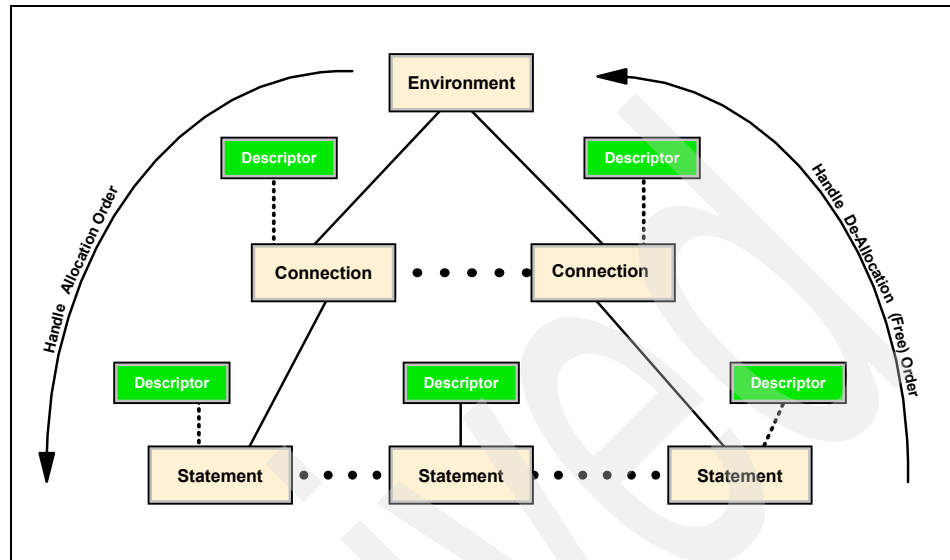 Environment
Descriptor
Descriptor
Handle Allocation Order
Handle De-Allocation (Free) Order
Connection
Connection
Descriptor
Descriptor
Descriptor
Statement
Statement
Statement